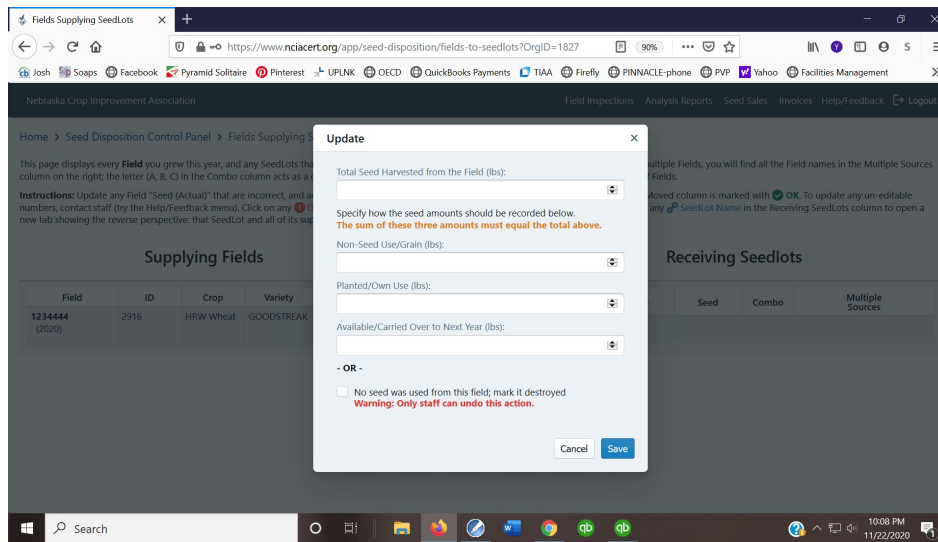 Fields Supplying SeedLots
https://www.nciacert.org/app/seed-disposition/fields-to-seedlots?OrgID=1827
90%
Josh Soaps Facebook Pyramid Solitaire Pinterest UPLNK OECD QuickBooks Payments TIAA Firefly PINNACLE-phone PVP Yahoo Facilities Management
Nebraska Crop Improvement Association Field Inspections Analysis Reports Seed Sales Invoices Help/Feedback Logout
Home > Seed Disposition Control Panel > Fields Supplying S
This page displays every Field you grew this year, and any SeedLots tha
column on the right; the letter (A, B, C) in the Combo column acts as a
Instructions: Update any Field "Seed (Actual)" that are incorrect, and a
numbers, contact staff (try the Help/Feedback menu). Click on any
new tab showing the reverse perspective: that SeedLot and all of its sup
Supplying Fields
Field ID Crop Variety
1234444 2916 HRW Wheat GOODSTREAK
(2020)
Update
Total Seed Harvested from the Field (lbs):
Specify how the seed amounts should be recorded below.
The sum of these three amounts must equal the total above.
Non-Seed Use/Grain (lbs):
Planted/Own Use (lbs):
Available/Carried Over to Next Year (lbs):
- OR -
No seed was used from this field; mark it destroyed
Warning: Only staff can undo this action.
Cancel Save
multiple Fields, you will find all the Field names in the Multiple Sources
Fields.
Moved column is marked with OK. To update any un-editable
any SeedLot Name in the Receiving SeedLots column to open a
Receiving Seedlots
Seed Combo Multiple Sources
Search
10:08 PM
11/22/2020